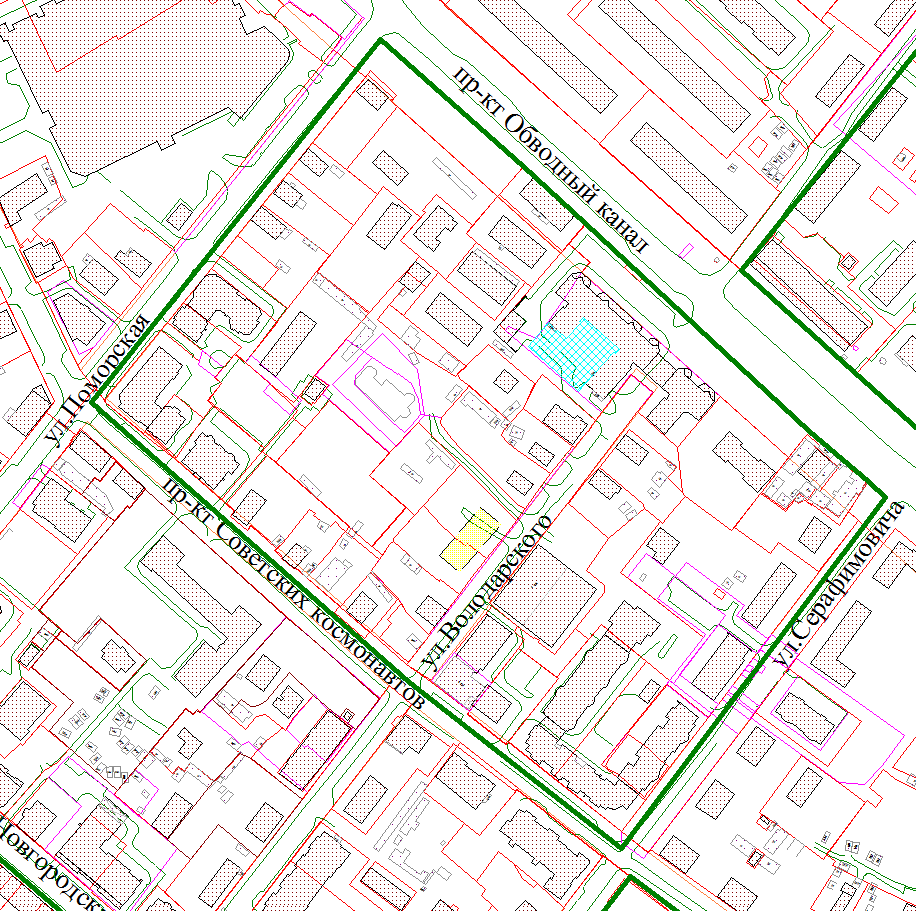 пр-кт Обводный канал
ул.Поморская
пр-кт Советских космонавтов
ул.Володарского
ул.Серафимовича